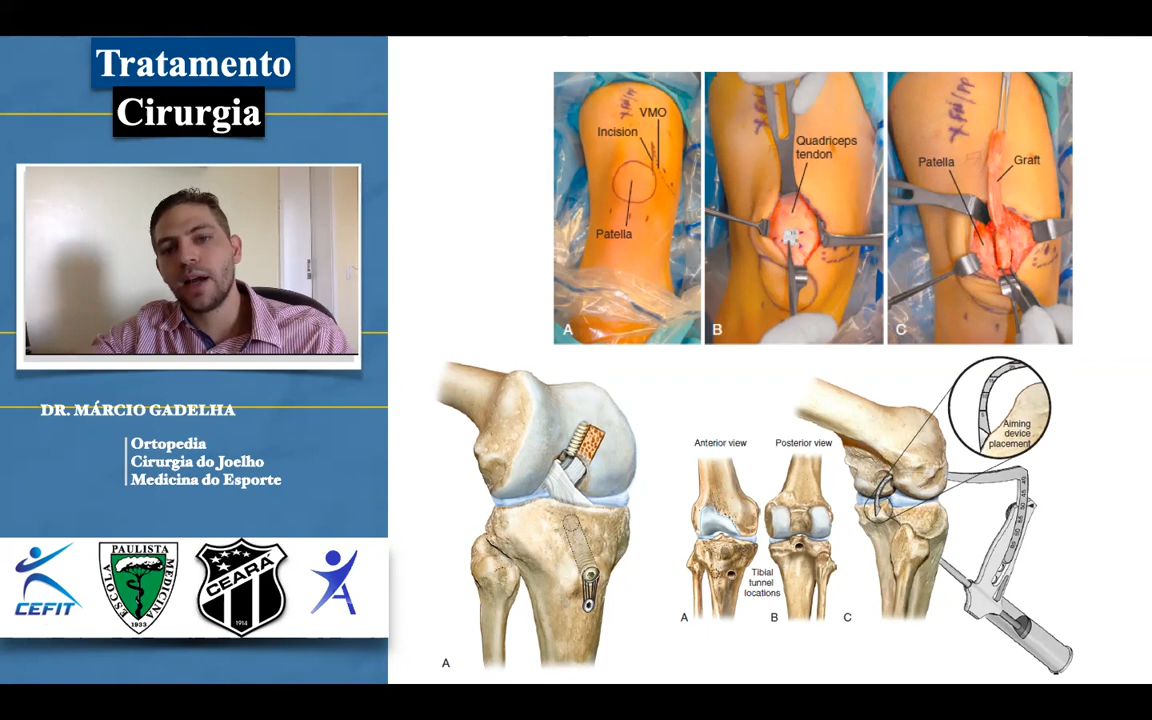 Tratamento
Cirurgia
DR. MÁRCIO GADELHA
Ortopedia
Cirurgia do Joelho
Medicina do Esporte
CEFIT
PAULISTA
ESCOLA
MEDICINA
1933
CEARÁ
1914
VMO
Incision
Patella
A
Quadriceps
tendon
B
Patella
Graft
C
A
Anterior view
Posterior view
Tibial
tunnel
locations
A
B
C
Aiming
device
placement